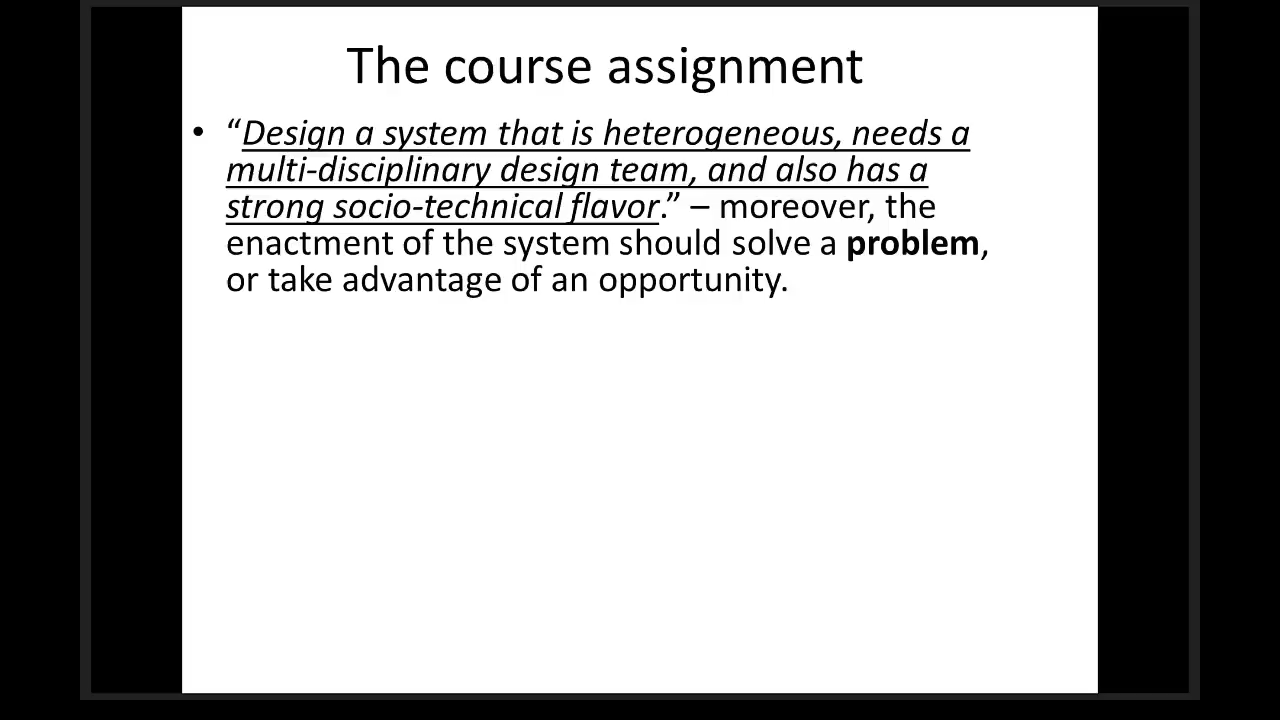 The course assignment
• “Design a system that is heterogeneous, needs a
multi-disciplinary design team, and also has a
strong socio-technical flavor.” – moreover, the
enactment of the system should solve a problem,
or take advantage of an opportunity.